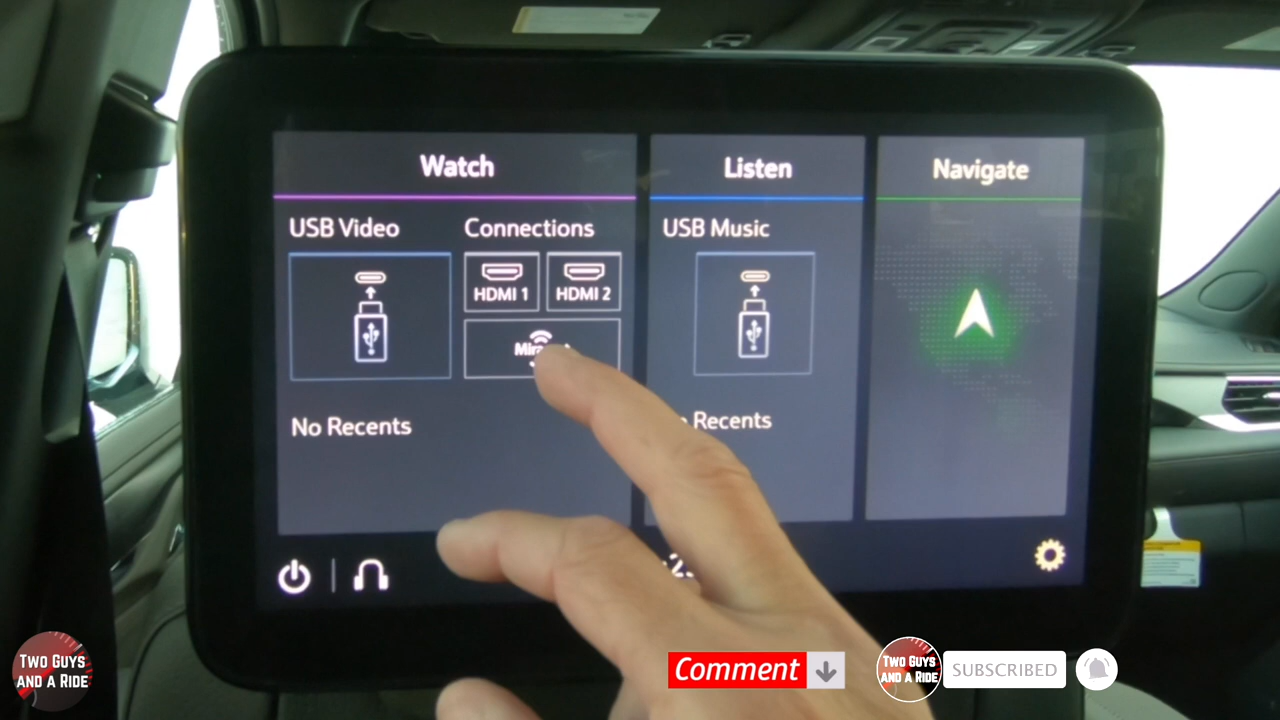 Watch
Listen
Navigate
USB Video
Connections
USB Music
HDMI 1
HDMI 2
No Recents
Recents
TWO GUYS
AND A RIDE
Comment
TWO GUYS
AND A RIDE
SUBSCRIBED